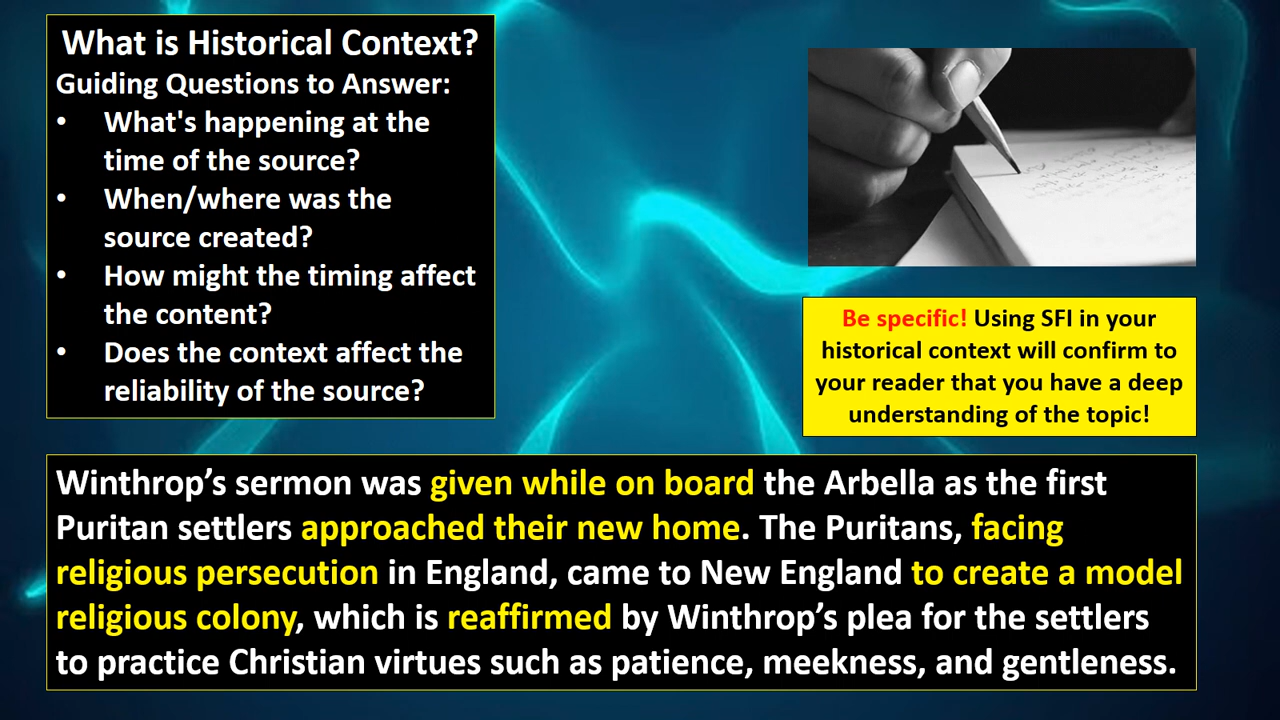 What is Historical Context?
Guiding Questions to Answer:
• What's happening at the
time of the source?
• When/where was the
source created?
• How might the timing affect
the content?
• Does the context affect the
reliability of the source?
Be specific! Using SFI in your
historical context will confirm to
your reader that you have a deep
understanding of the topic!
Winthrop’s sermon was given while on board the Arbella as the first
Puritan settlers approached their new home. The Puritans, facing
religious persecution in England, came to New England to create a model
religious colony, which is reaffirmed by Winthrop’s plea for the settlers
to practice Christian virtues such as patience, meekness, and gentleness.